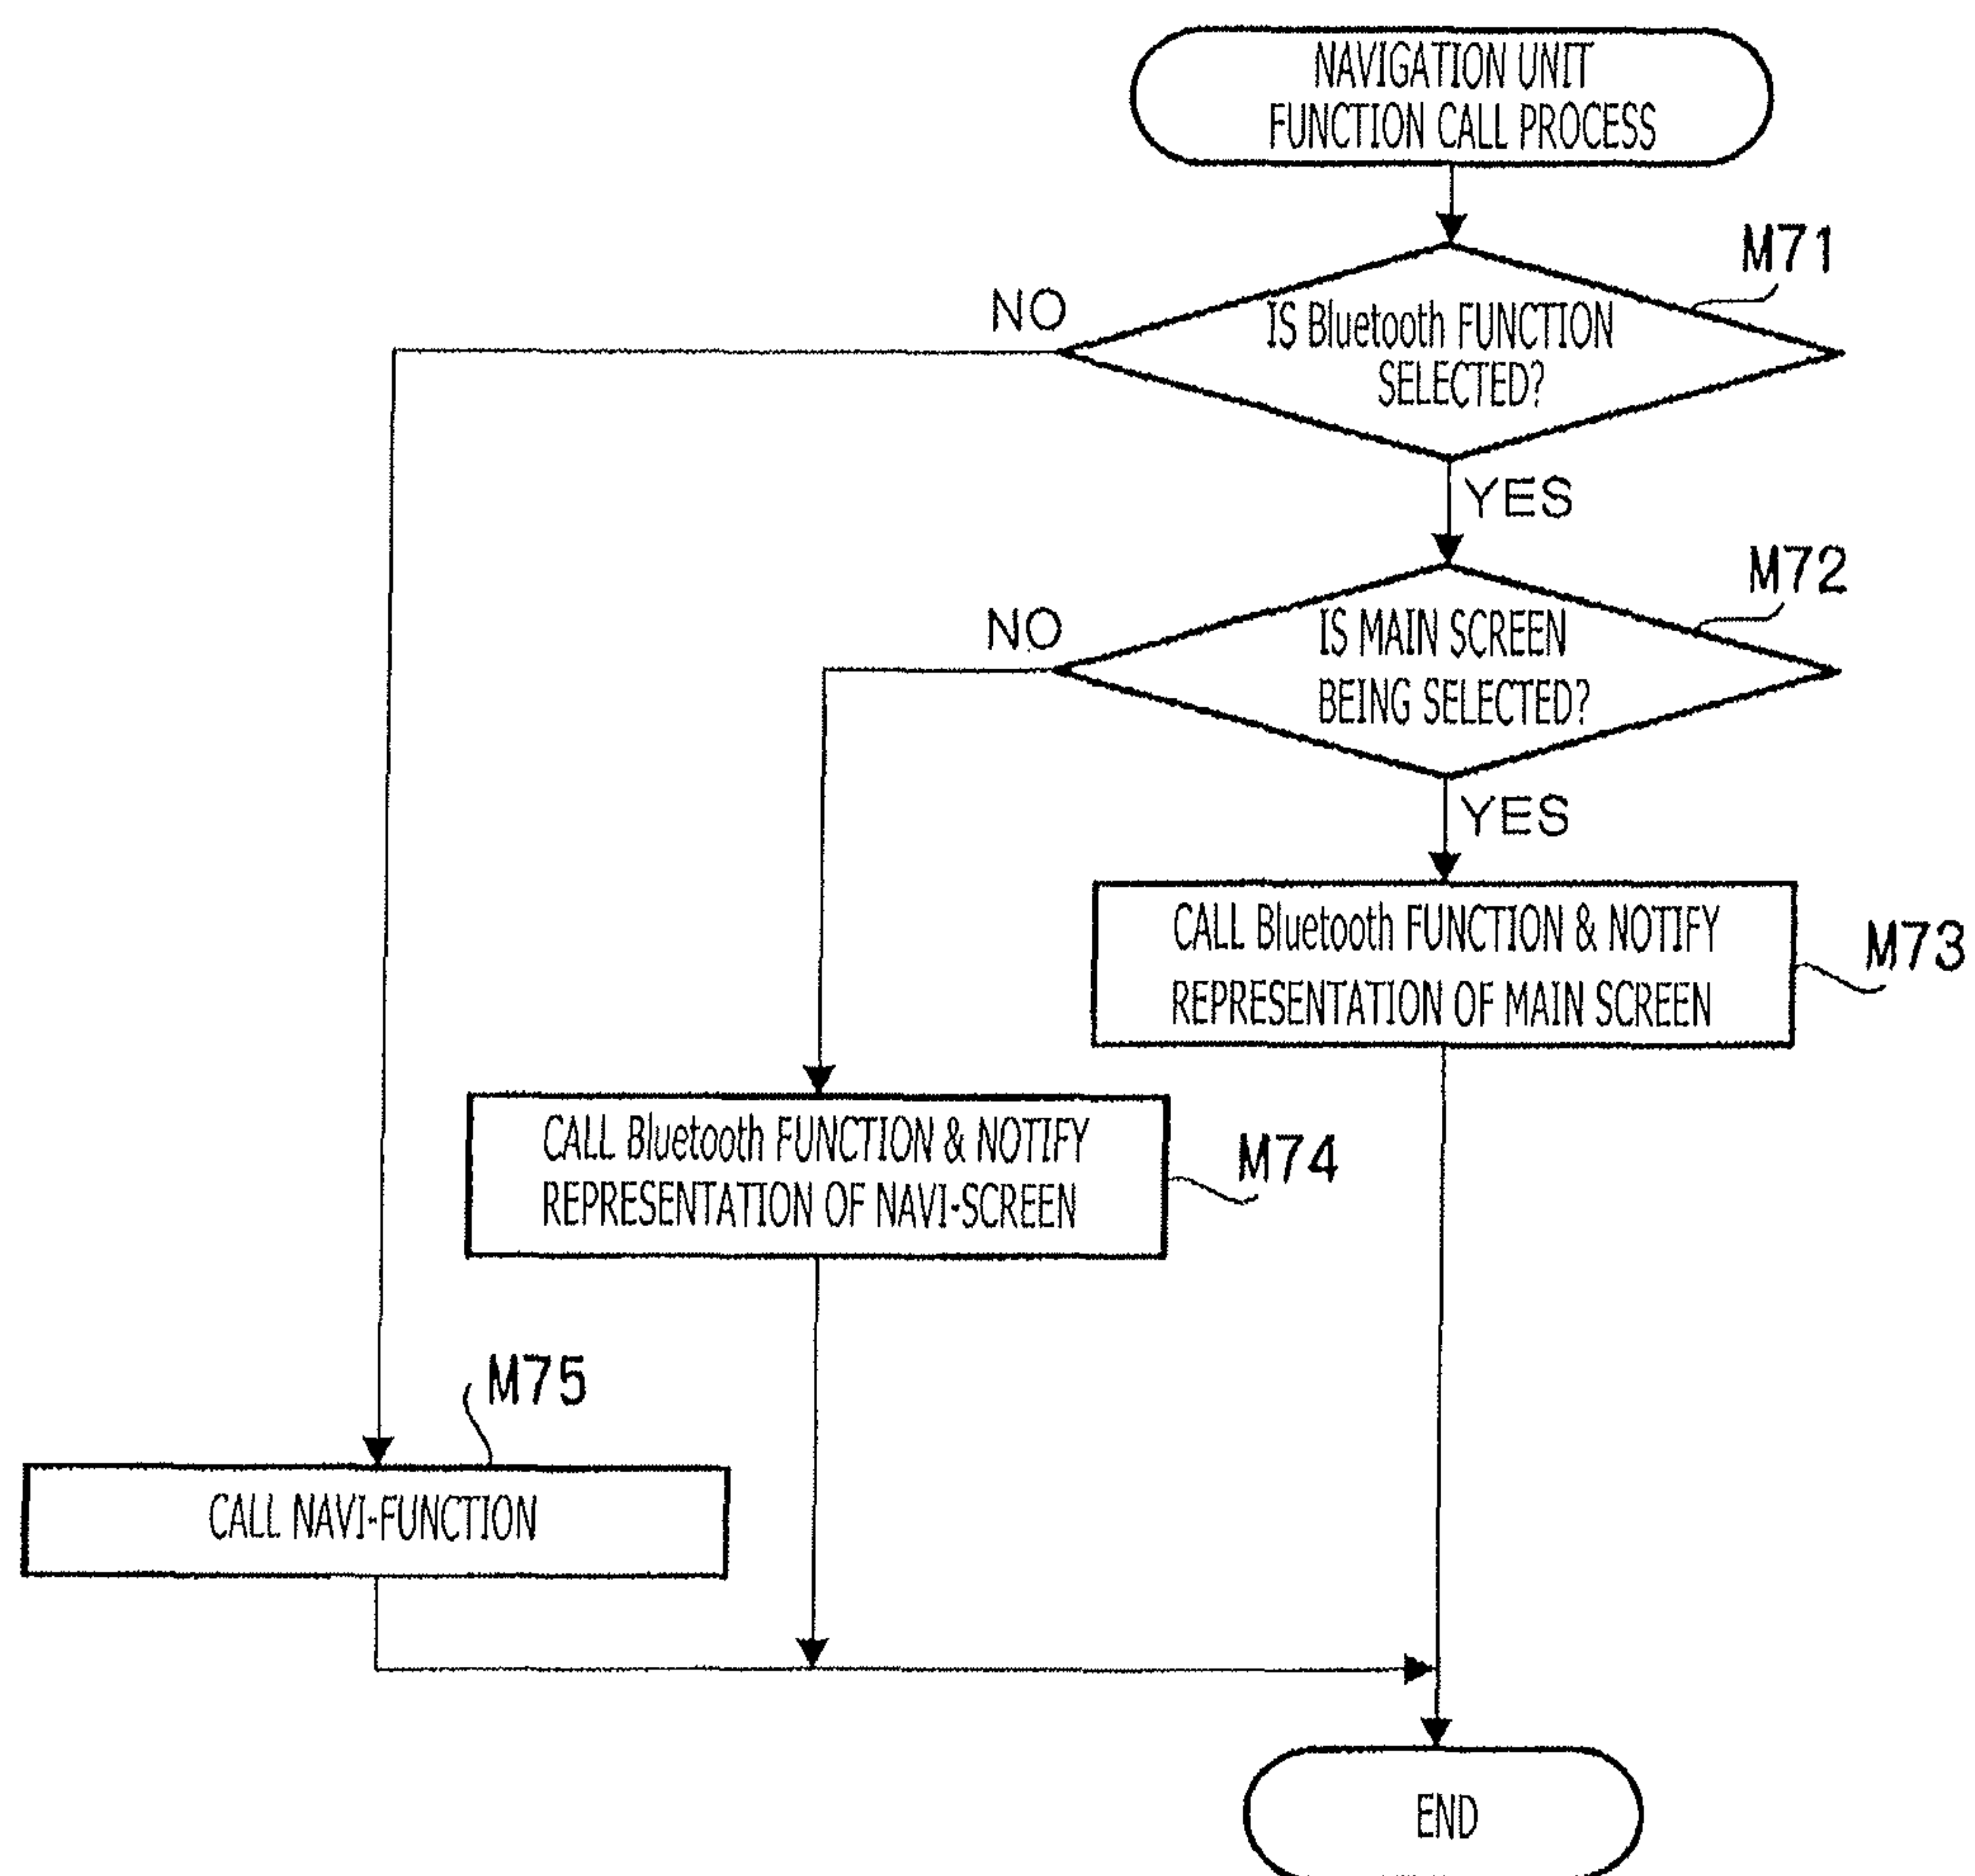 NAVIGATION UNIT
FUNCTION CALL PROCESS
M71
NO
IS Bluetooth FUNCTION
SELECTED?
YES
M72
NO
IS MAIN SCREEN
BEING SELECTED?
YES
CALL Bluetooth FUNCTION & NOTIFY
REPRESENTATION OF MAIN SCREEN
M73
CALL Bluetooth FUNCTION & NOTIFY
REPRESENTATION OF NAVI-SCREEN
M74
M75
CALL NAVI-FUNCTION
END